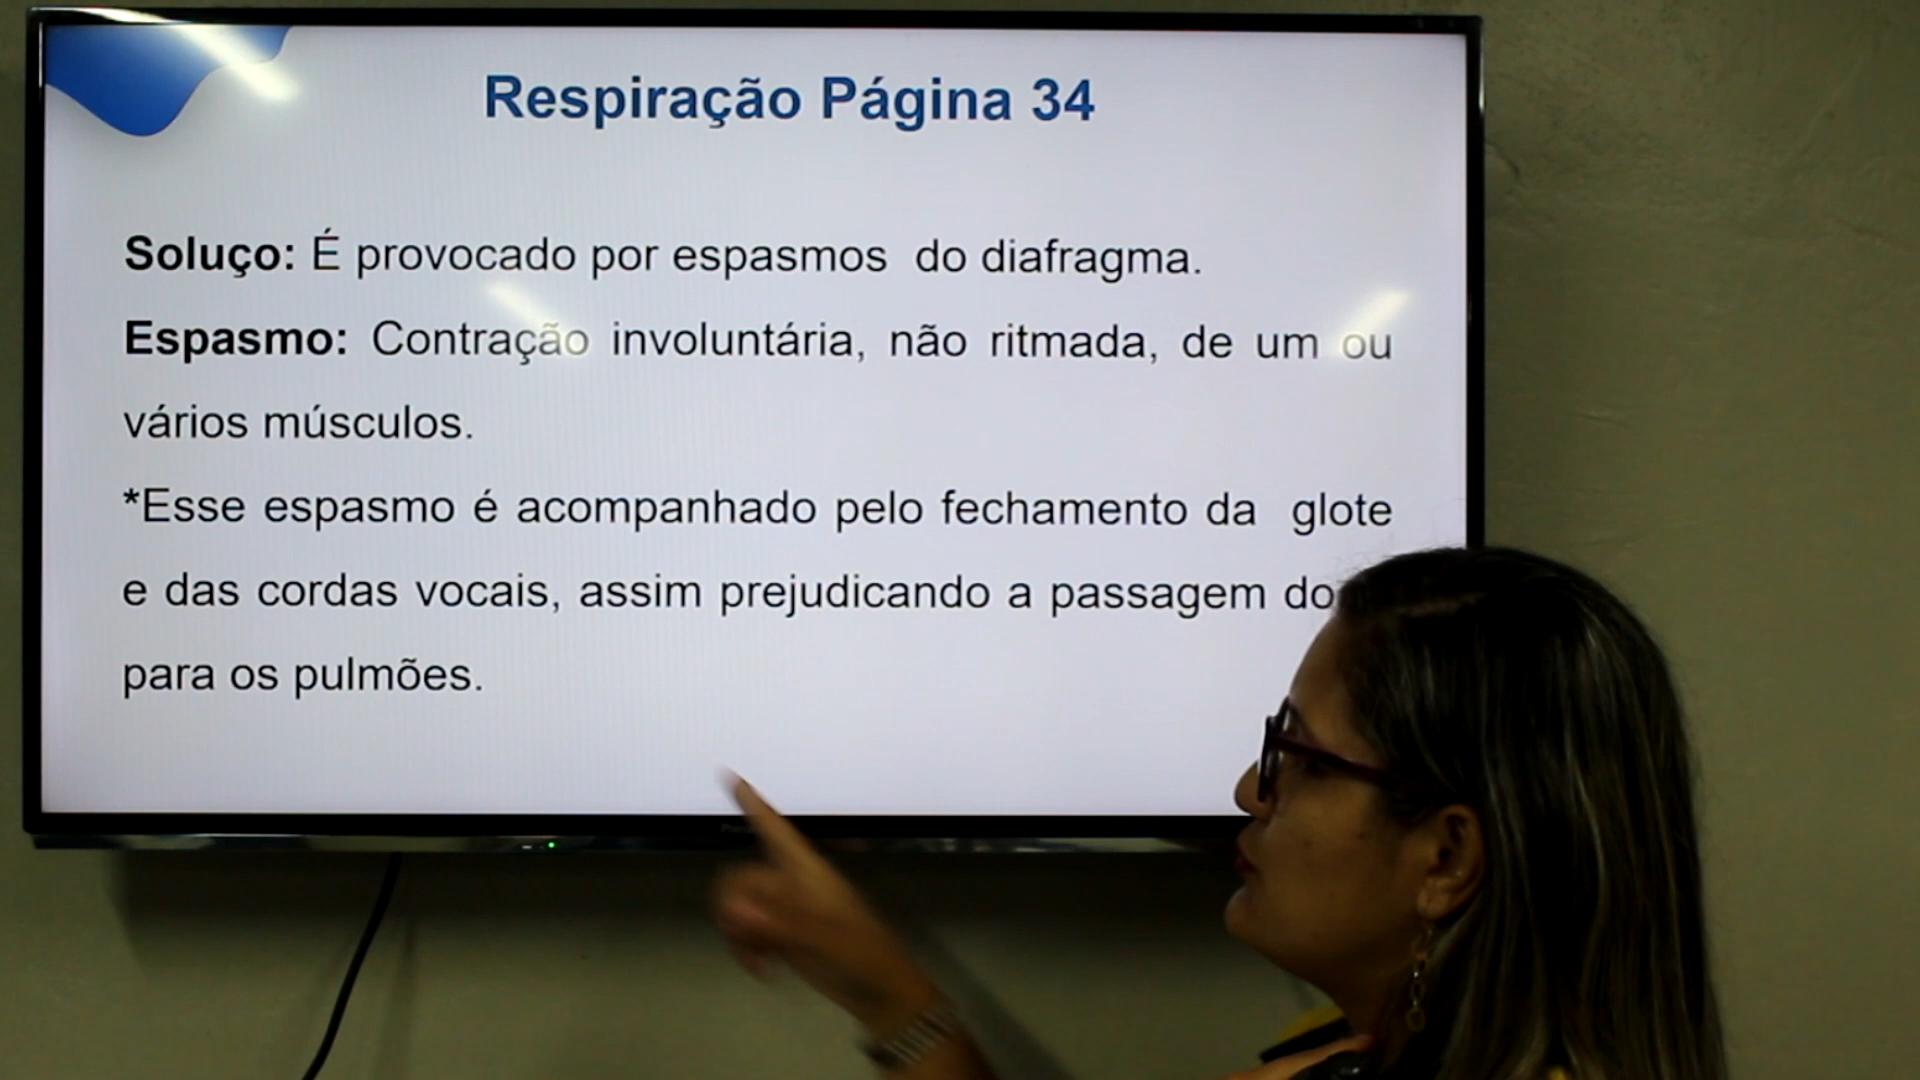 Respiração Página 34
Soluço: É provocado por espasmos do diafragma.
Espasmo: Contração involuntária, não ritmada, de um ou
vários músculos.
*Esse espasmo é acompanhado pelo fechamento da glote
e das cordas vocais, assim prejudicando a passagem do
para os pulmões.